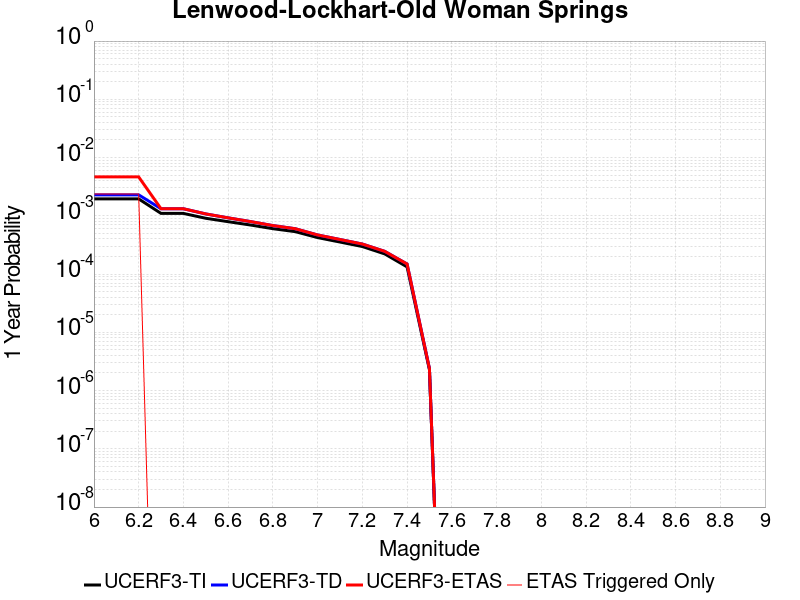 Lenwood-Lockhart-Old Woman Springs
10^0
10^-1
10^-2
10^-3
10^-4
10^-5
10^-6
10^-7
10^-8
1 Year Probability
6 6.2 6.4 6.6 6.8 7 7.2 7.4 7.6 7.8 8 8.2 8.4 8.6 8.8 9
Magnitude
UCERF3-TI UCERF3-TD UCERF3-ETAS ETAS Triggered Only